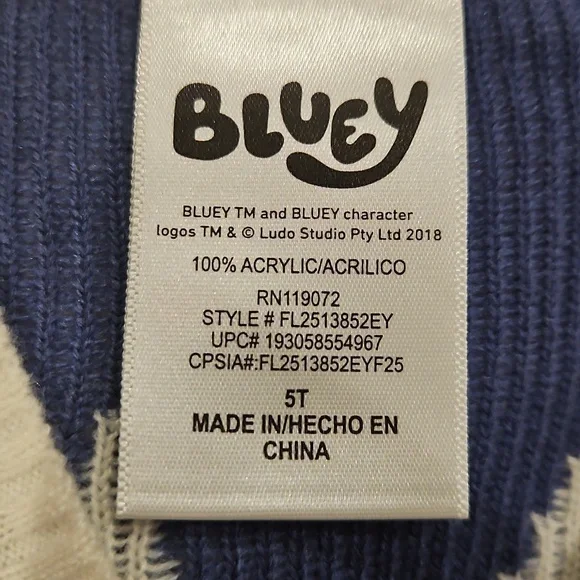 BLUEY
BLUEY TM and BLUEY character
logos TM & © Ludo Studio Pty Ltd 2018
100% ACRYLIC/ACRILICO
RN119072
STYLE # FL2513852EY
UPC# 193058554967
CPSIA#:FL2513852EYF25
5T
MADE IN/HECHO EN
CHINA